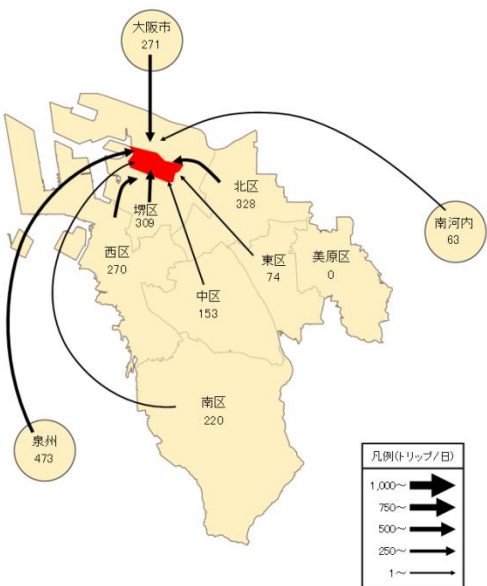 大阪市
271
北区
328
堺区
309
南河内
63
西区
270
東区
74
美原区
0
中区
153
南区
220
泉州
473
凡例(トリップ/日)
1,000～
750～
500～
250～
1～